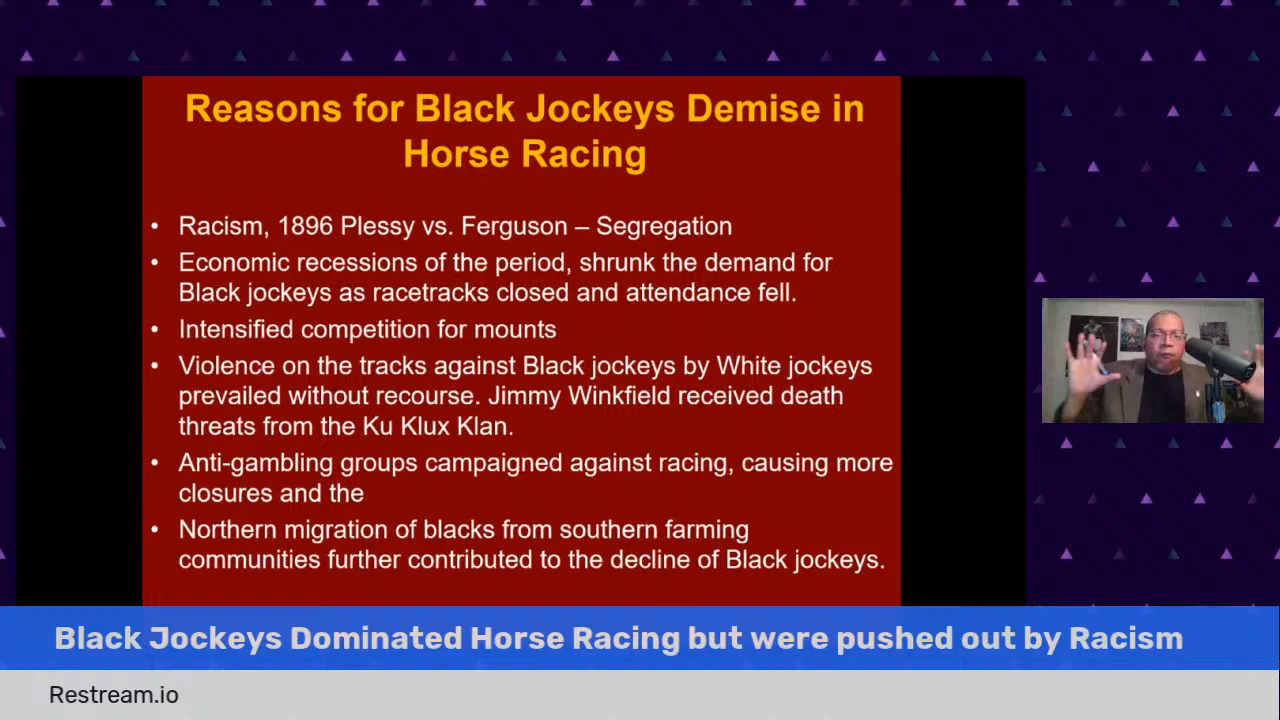 Reasons for Black Jockeys Demise in
Horse Racing
• Racism, 1896 Plessy vs. Ferguson – Segregation
• Economic recessions of the period, shrunk the demand for
Black jockeys as racetracks closed and attendance fell.
• Intensified competition for mounts
• Violence on the tracks against Black jockeys by White jockeys
prevailed without recourse. Jimmy Winkfield received death
threats from the Ku Klux Klan.
• Anti-gambling groups campaigned against racing, causing more
closures and the
• Northern migration of blacks from southern farming
communities further contributed to the decline of Black jockeys.
Black Jockeys Dominated Horse Racing but were pushed out by Racism
Restream.io